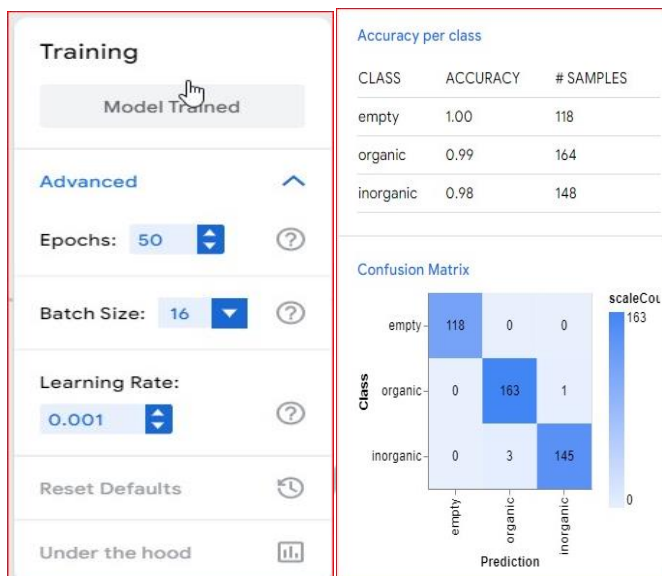 Training
Model Trained
Advanced
Epochs: 50
Batch Size: 16
Learning Rate:
0.001
Reset Defaults
Under the hood
Accuracy per class
CLASS ACCURACY # SAMPLES
empty 1.00 118
organic 0.99 164
inorganic 0.98 148
Confusion Matrix
scaleCou
163
empty 118 0 0
Class
organic 0 163 1
inorganic 0 3 145
0
empty organic inorganic
Prediction